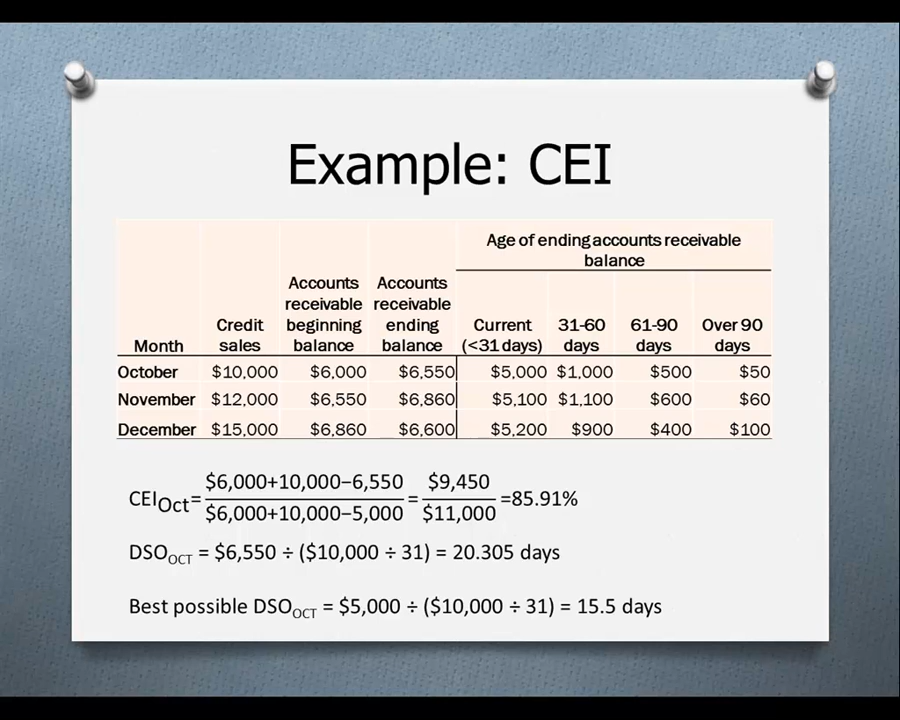 Example: CEI
Age of ending accounts receivable
balance
Month
Credit
sales
Accounts
receivable
beginning
balance
Accounts
receivable
ending
balance
Current
(<31 days)
31-60
days
61-90
days
Over 90
days
October $10,000 $6,000 $6,550 $5,000 $1,000 $500 $50
November $12,000 $6,550 $6,860 $5,100 $1,100 $600 $60
December $15,000 $6,860 $6,600 $5,200 $900 $400 $100
CEIOct= $6,000+10,000−6,550 / $6,000+10,000−5,000 = $9,450 / $11,000 =85.91%
DSOOCT = $6,550 ÷ ($10,000 ÷ 31) = 20.305 days
Best possible DSOOCT = $5,000 ÷ ($10,000 ÷ 31) = 15.5 days